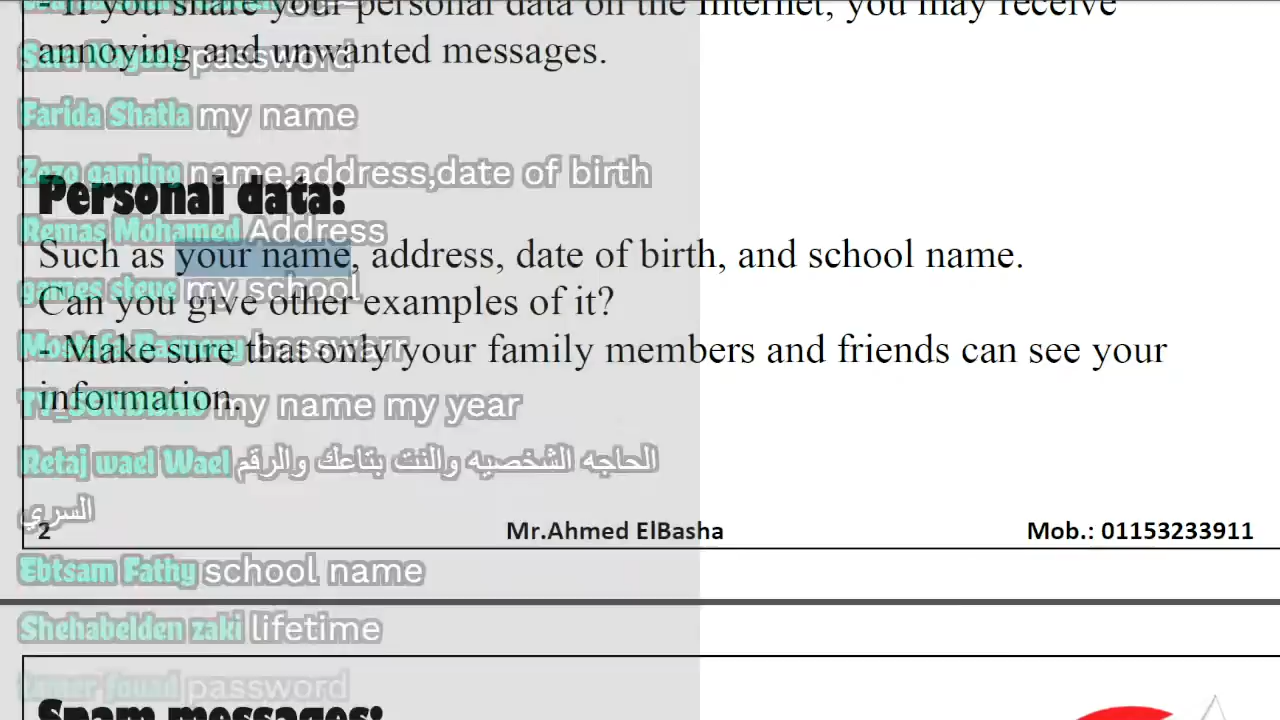 - If you share your personal data on the Internet, you may receive
annoying and unwanted messages.
Sara Nageeb password
Farida Shatla my name
Zozo gaming name,address,date of birth
Personal data:
Remas Mohamed Address
Such as your name, address, date of birth, and school name.
games steve my school
Can you give other examples of it?
- Make sure that only your family members and friends can see your
information.
my name my year
Retaj wael Wael الحاجه الشخصيه والنت بتاعك والرقم
السري
2 Mr.Ahmed ElBasha Mob.: 01153233911
Ebtsam Fathy school name
Shehabelden zaki lifetime
password
Spam messages: